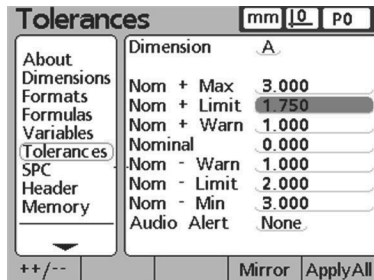 Tolerances mm 0 P0
About
Dimensions
Formats
Formulas
Variables
Tolerances
SPC
Header
Memory
Dimension A
Nom + Max 3.000
Nom + Limit 1.750
Nom + Warn 1.000
Nominal 0.000
Nom - Warn 1.000
Nom - Limit 2.000
Nom - Min 3.000
Audio Alert None
++/-- Mirror ApplyAll